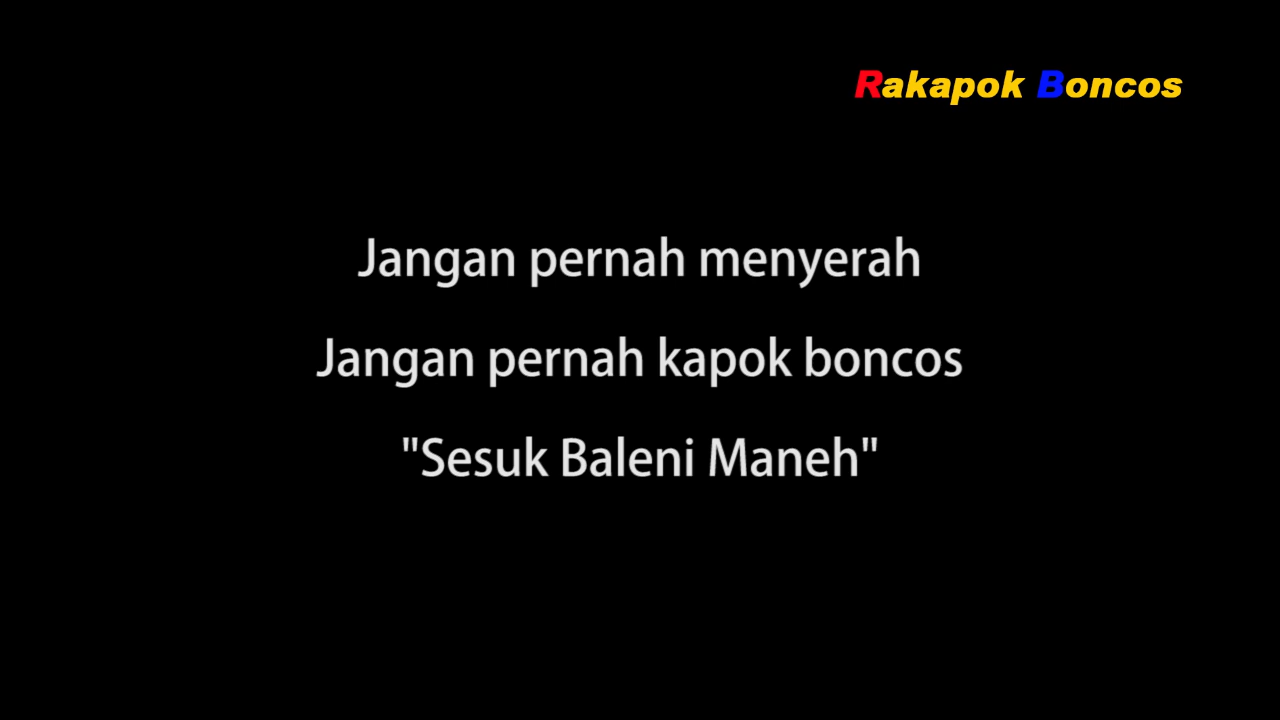 Rakapok Boncos
Jangan pernah menyerah
Jangan pernah kapok boncos
"Sesuk Baleni Maneh"